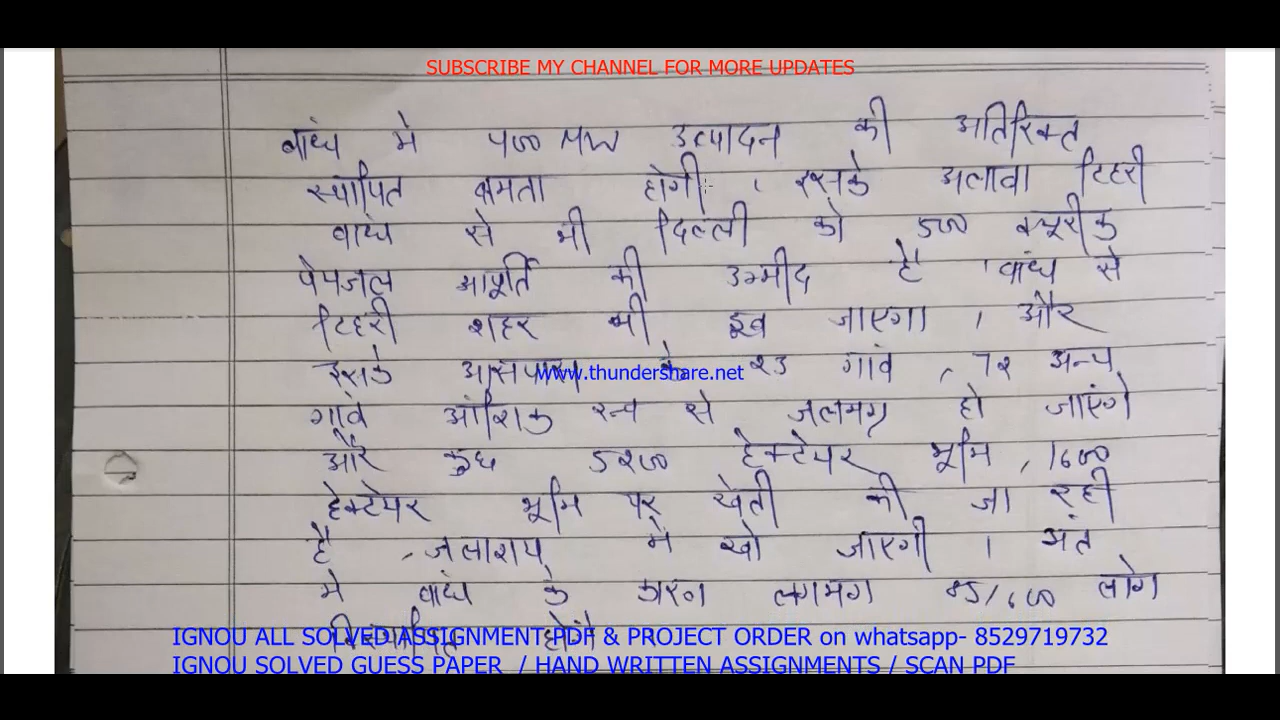 SUBSCRIBE MY CHANNEL FOR MORE UPDATES
बांध मे 400 MW उत्पादन की अतिरिक्त
स्थापित क्षमता होगी । इसके अलावा टिहरी
बांध से भी दिल्ली को 500 क्यूरीक
पेयजल आपूर्ति की उम्मीद है । बांध से
टिहरी शहर भी डूब जाएगा । और
इसके आसपास के 23 गांव , 72 अन्य
गांव आंशिक रूप से जलमग्न हो जाएंगे
www.thundershare.net
और कुछ 5200 हेक्टेयर भूमि , 1600
हेक्टेयर भूमि पर खेती की जा रही
है , जलाशय में खो जाएगी । अंत
मे बांध के कारन लगभग 85/600 लोग
विस्थापित होंगे
IGNOU ALL SOLVED ASSIGNMENT PDF & PROJECT ORDER on whatsapp- 8529719732
IGNOU SOLVED GUESS PAPER / HAND WRITTEN ASSIGNMENTS / SCAN PDF